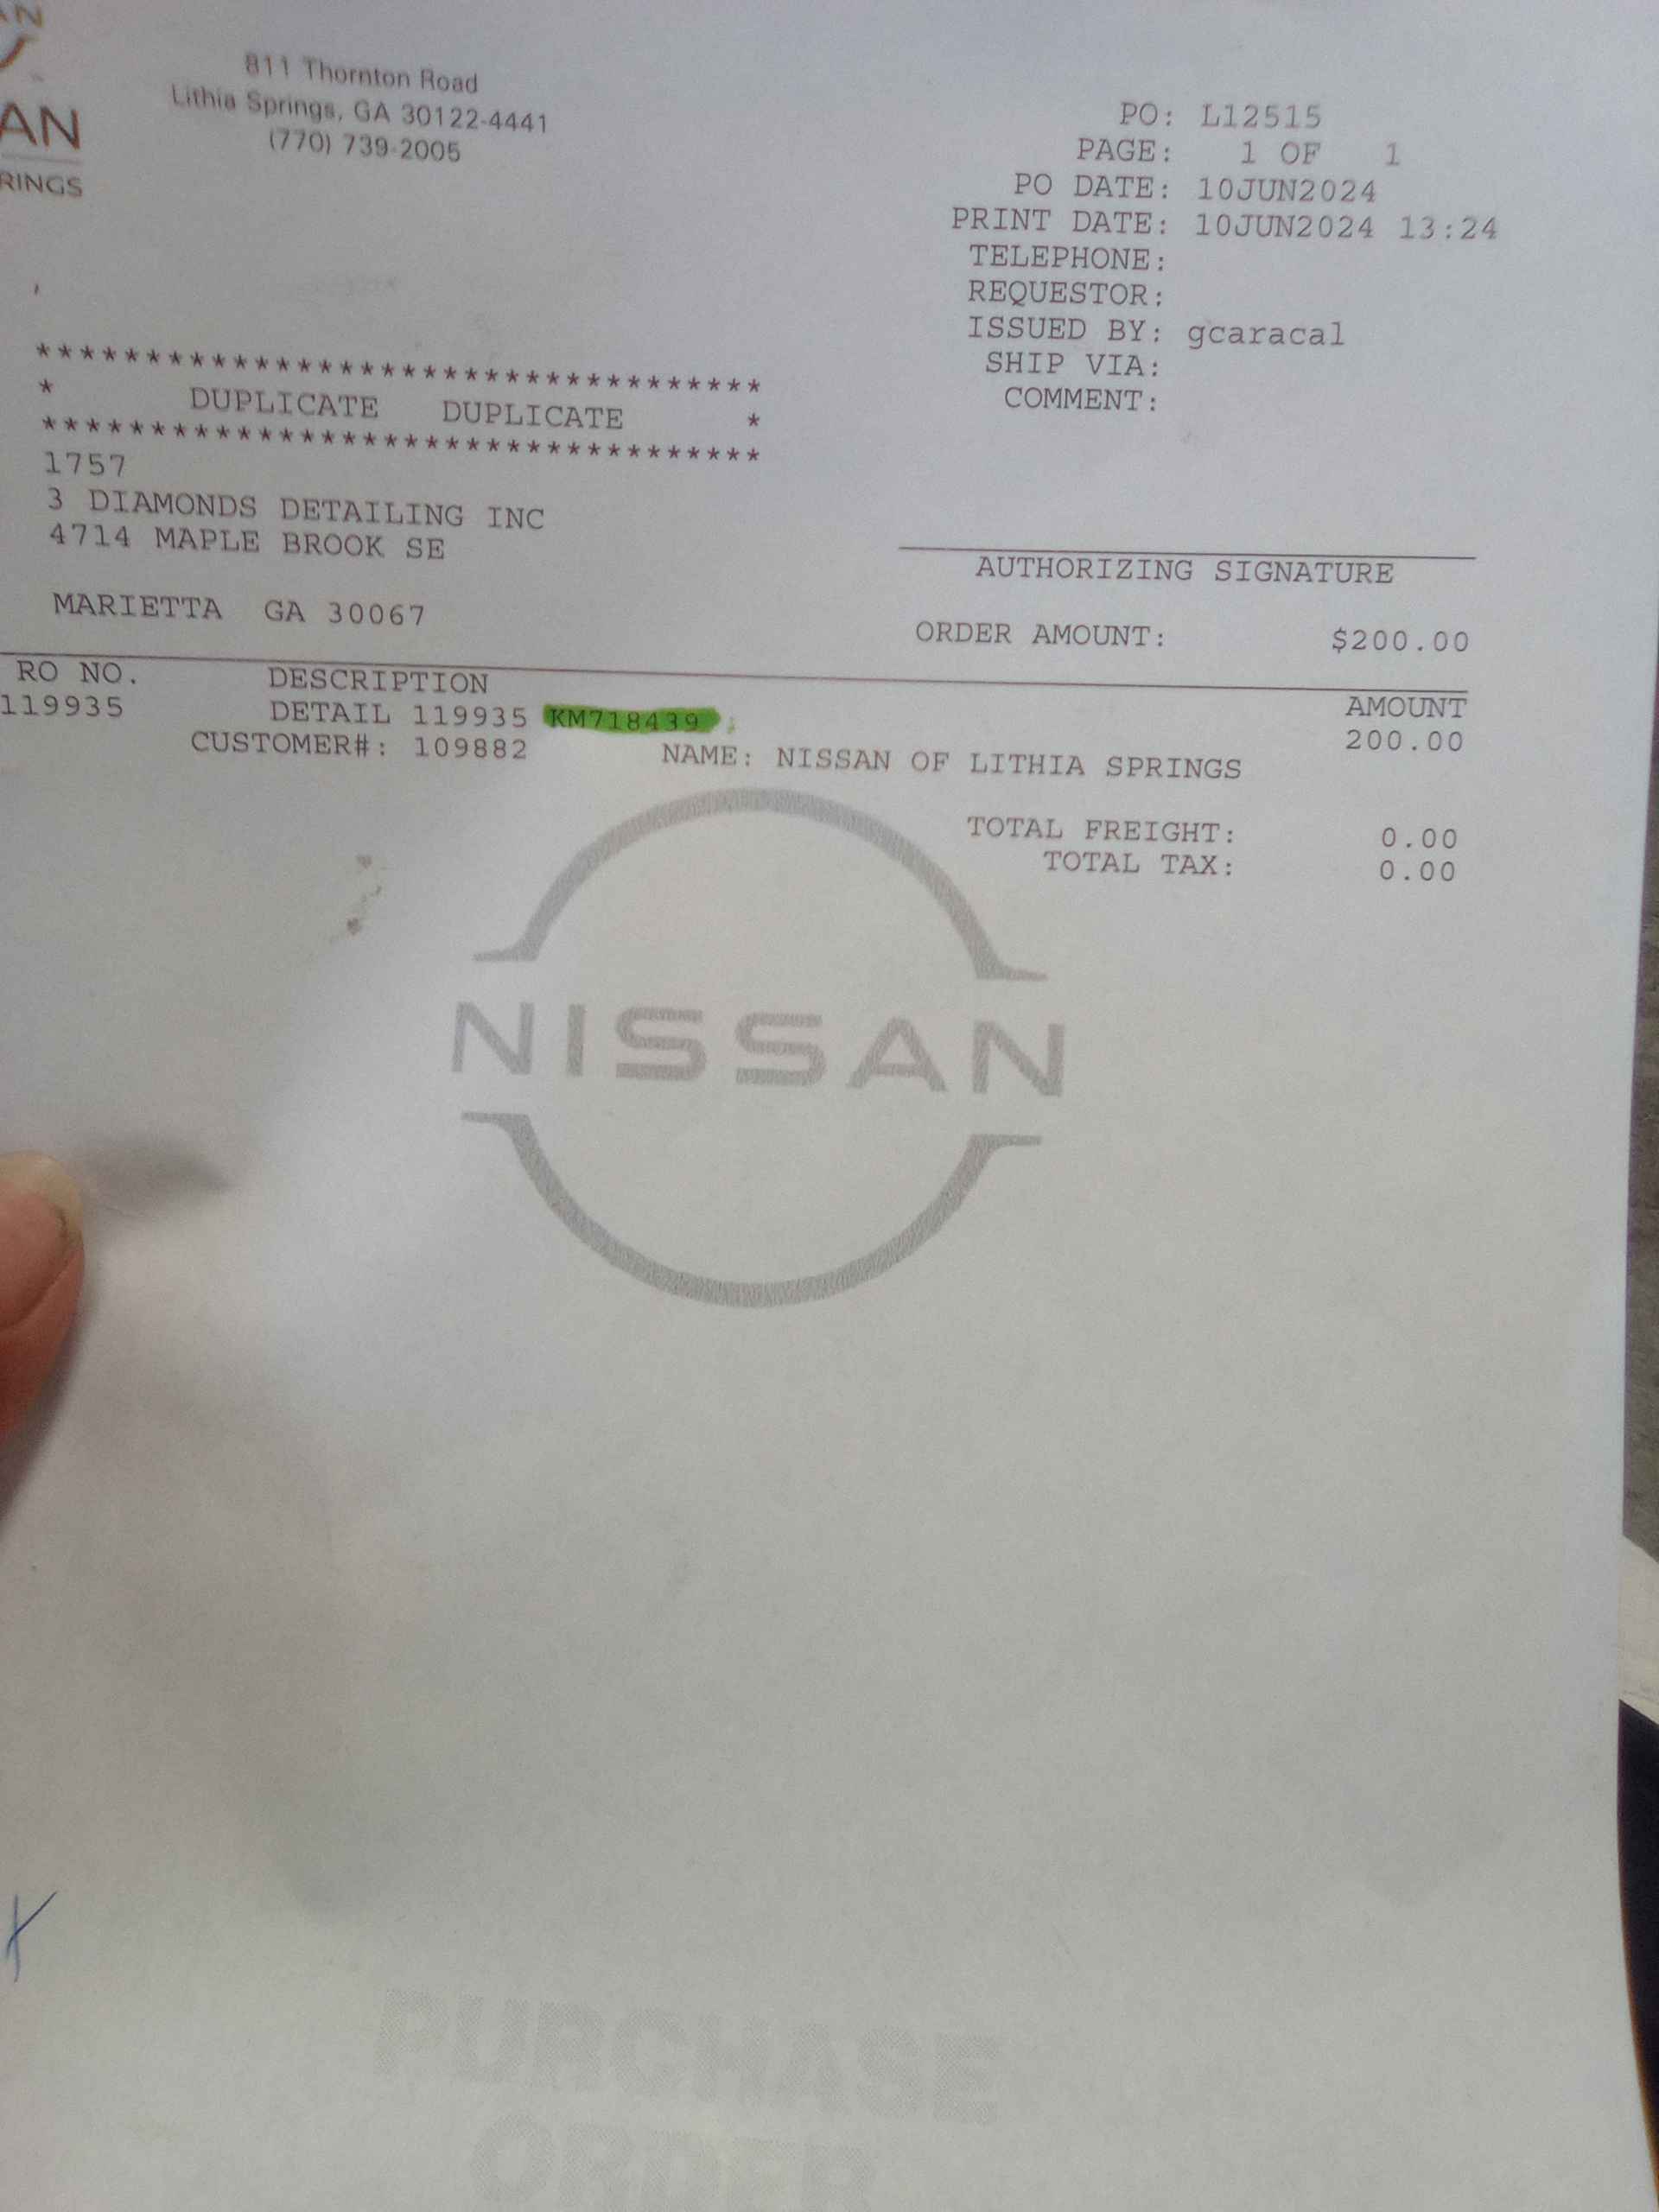 AN
AN
RINGS
811 Thornton Road
Lithia Springs, GA 30122-4441
(770) 739-2005
PO: L12515
PAGE: 1 OF 1
PO DATE: 10JUN2024
PRINT DATE: 10JUN2024 13:24
TELEPHONE:
REQUESTOR:
ISSUED BY: gcaracal
SHIP VIA:
COMMENT:
**********************************
* DUPLICATE DUPLICATE *
**********************************
1757
3 DIAMONDS DETAILING INC
4714 MAPLE BROOK SE
MARIETTA GA 30067
AUTHORIZING SIGNATURE
ORDER AMOUNT: $200.00
RO NO. DESCRIPTION AMOUNT
119935 DETAIL 119935 KM718439 200.00
CUSTOMER#: 109882 NAME: NISSAN OF LITHIA SPRINGS
TOTAL FREIGHT: 0.00
TOTAL TAX: 0.00
NISSAN
PURCHASE
ORDER